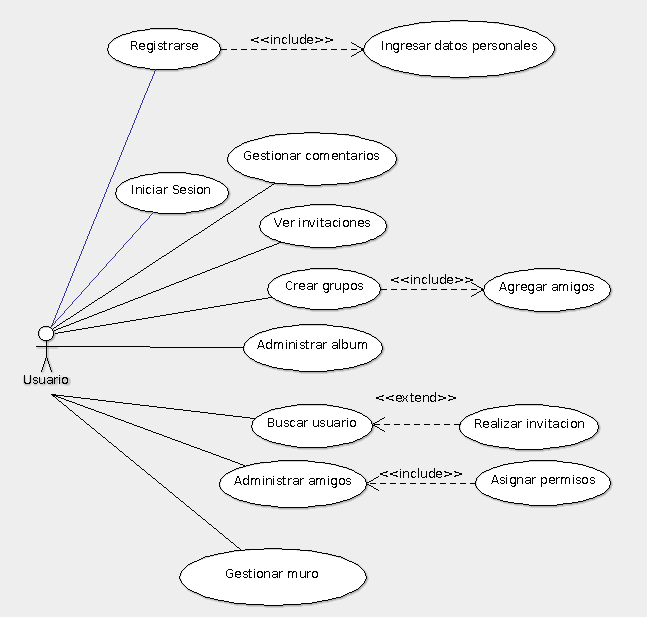 Registrarse
<<include>>
Ingresar datos personales
Gestionar comentarios
Iniciar Sesion
Ver invitaciones
Crear grupos
<<include>>
Agregar amigos
Administrar album
Usuario
<<extend>>
Buscar usuario
Realizar invitacion
<<include>>
Administrar amigos
Asignar permisos
Gestionar muro